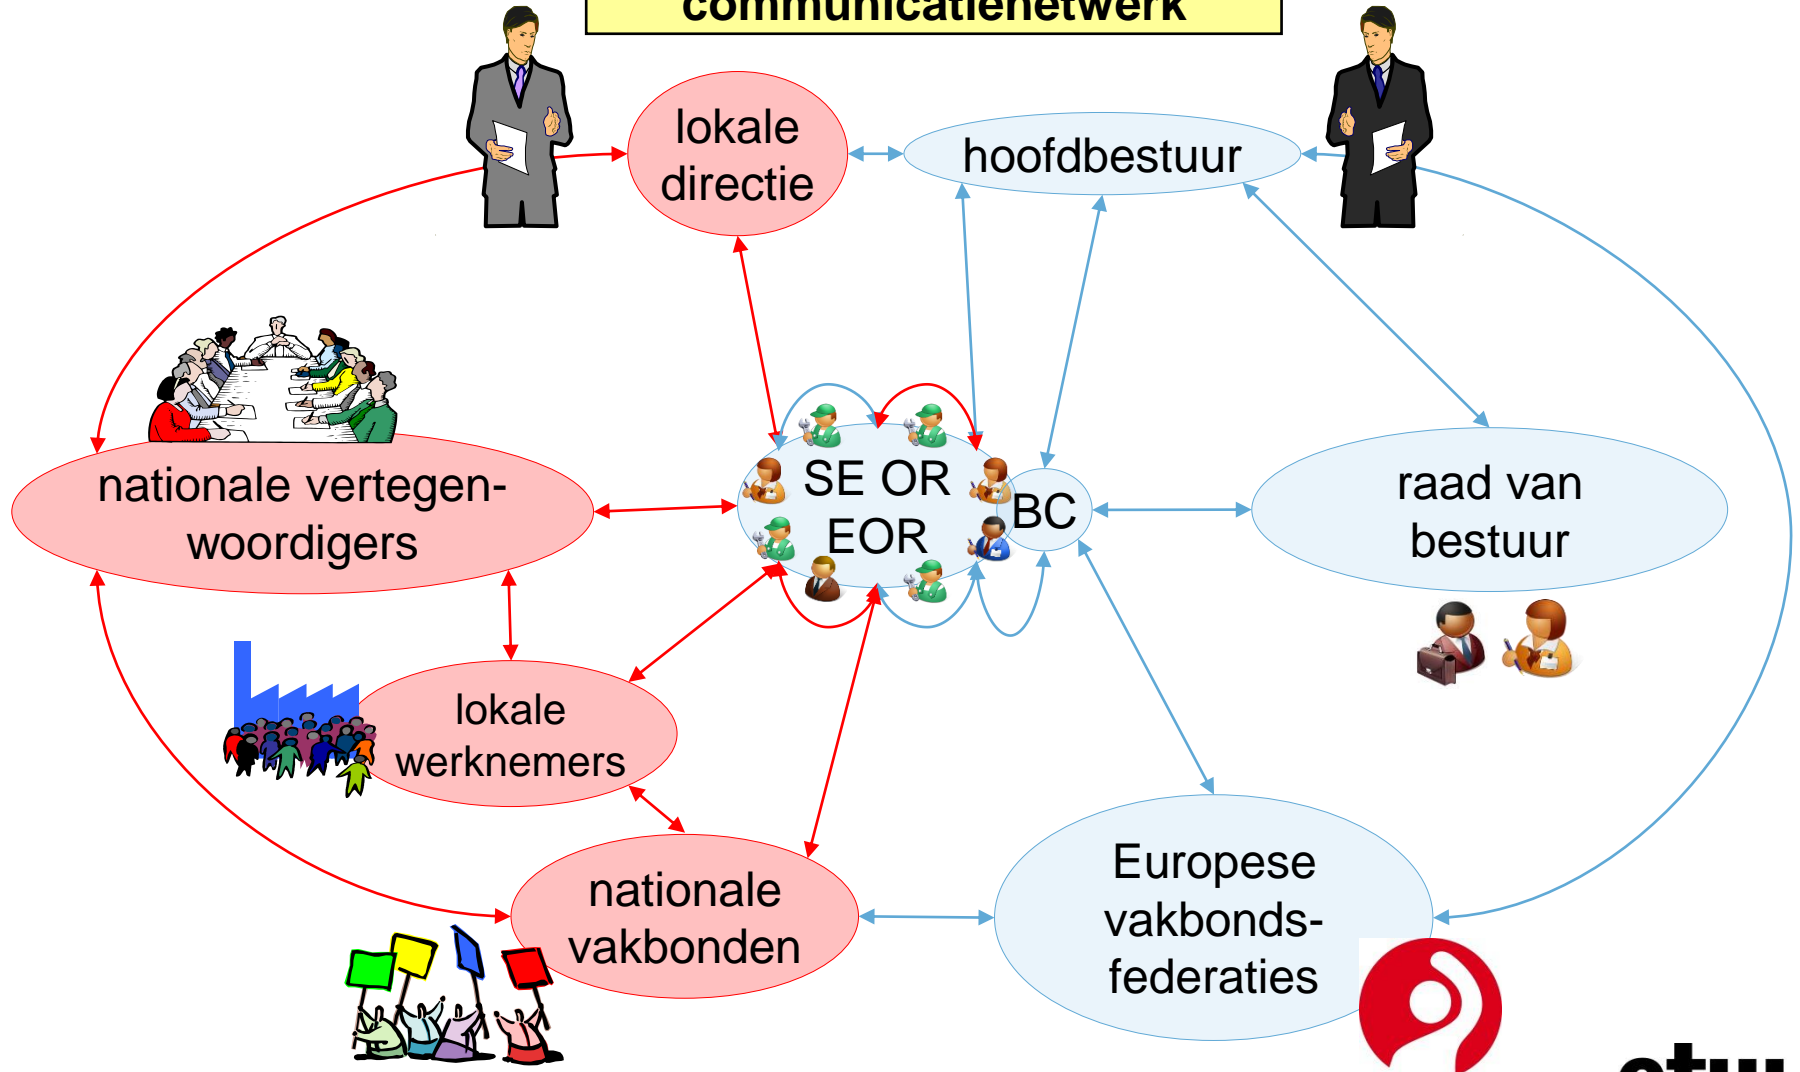 communicatienetwerk
lokale
directie
hoofdbestuur
nationale vertegen-
woordigers
SE OR
EOR
BC
raad van
bestuur
lokale
werknemers
nationale
vakbonden
Europese
vakbonds-
federaties